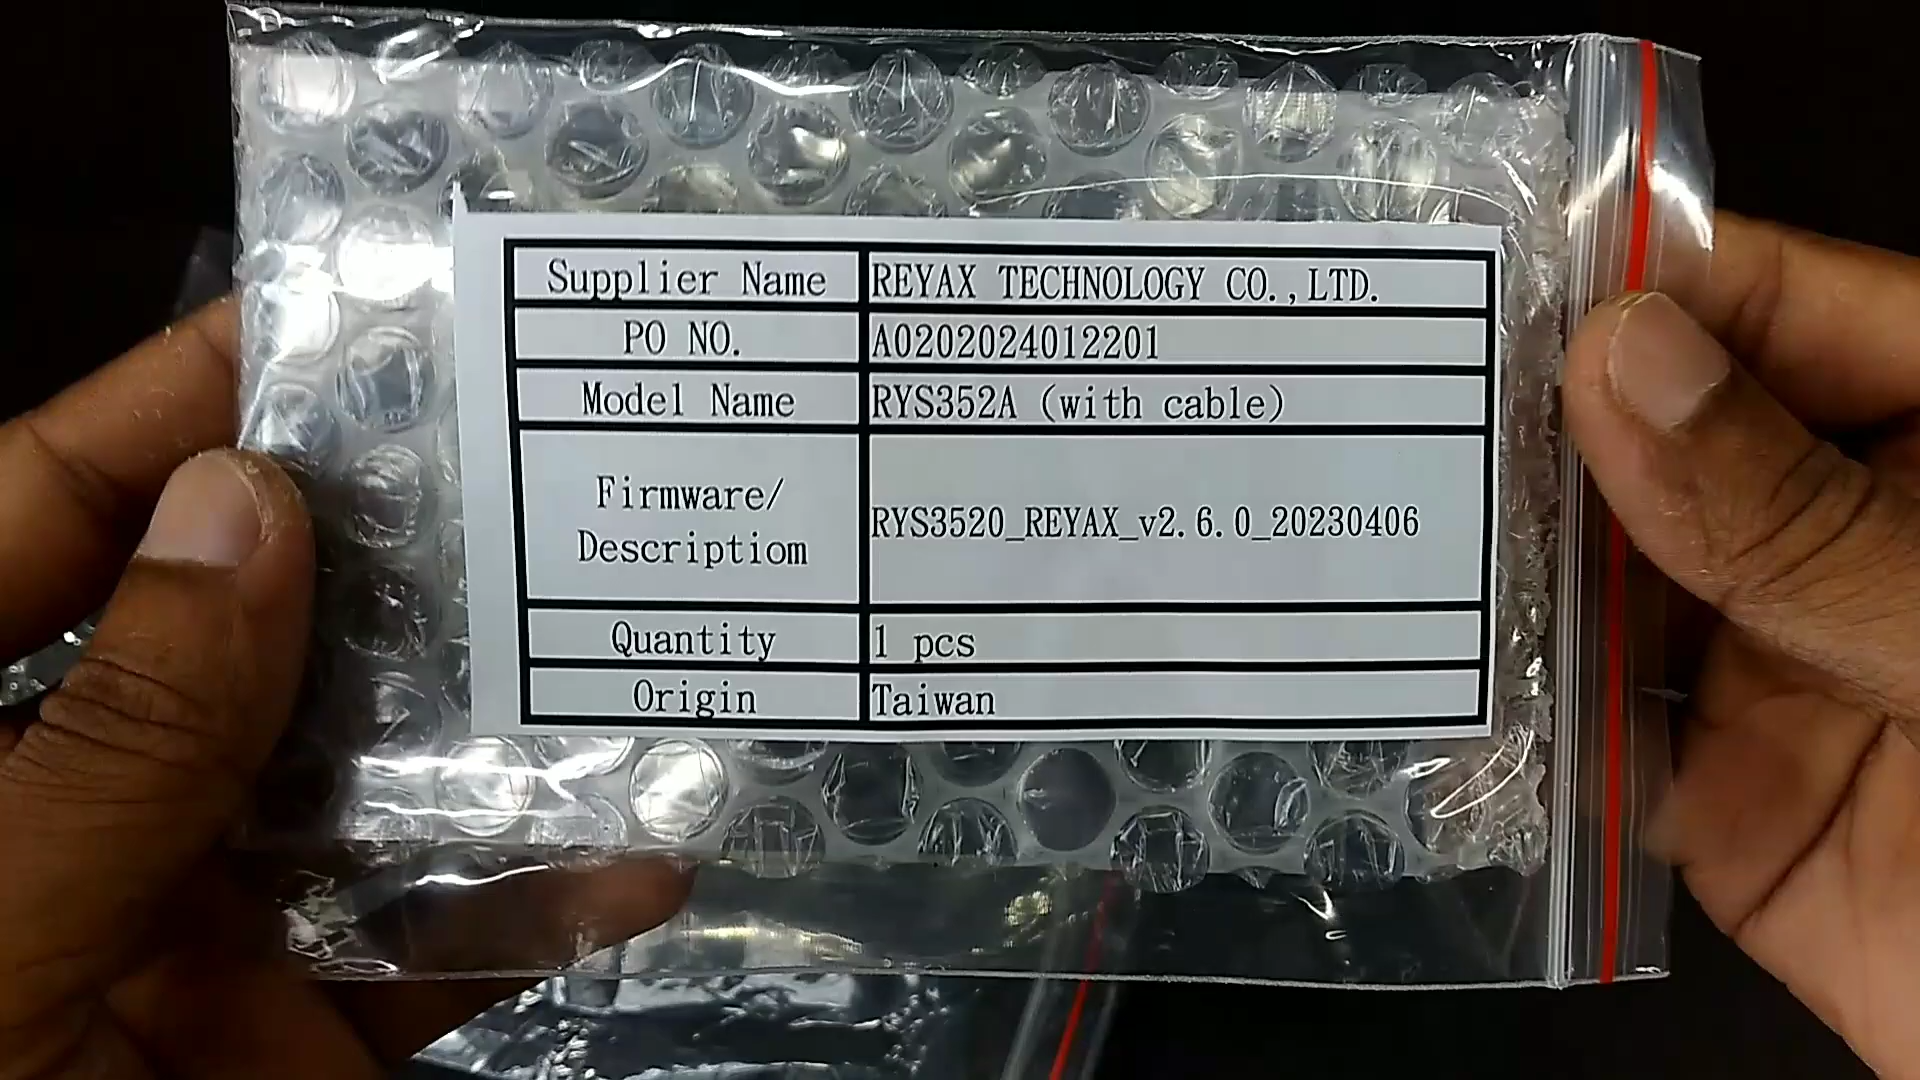 Supplier Name REYAX TECHNOLOGY CO.,LTD.
PO NO. A0202024012201
Model Name RYS352A (with cable)
Firmware/
Descriptiom RYS3520_REYAX_v2.6.0_20230406
Quantity 1 pcs
Origin Taiwan